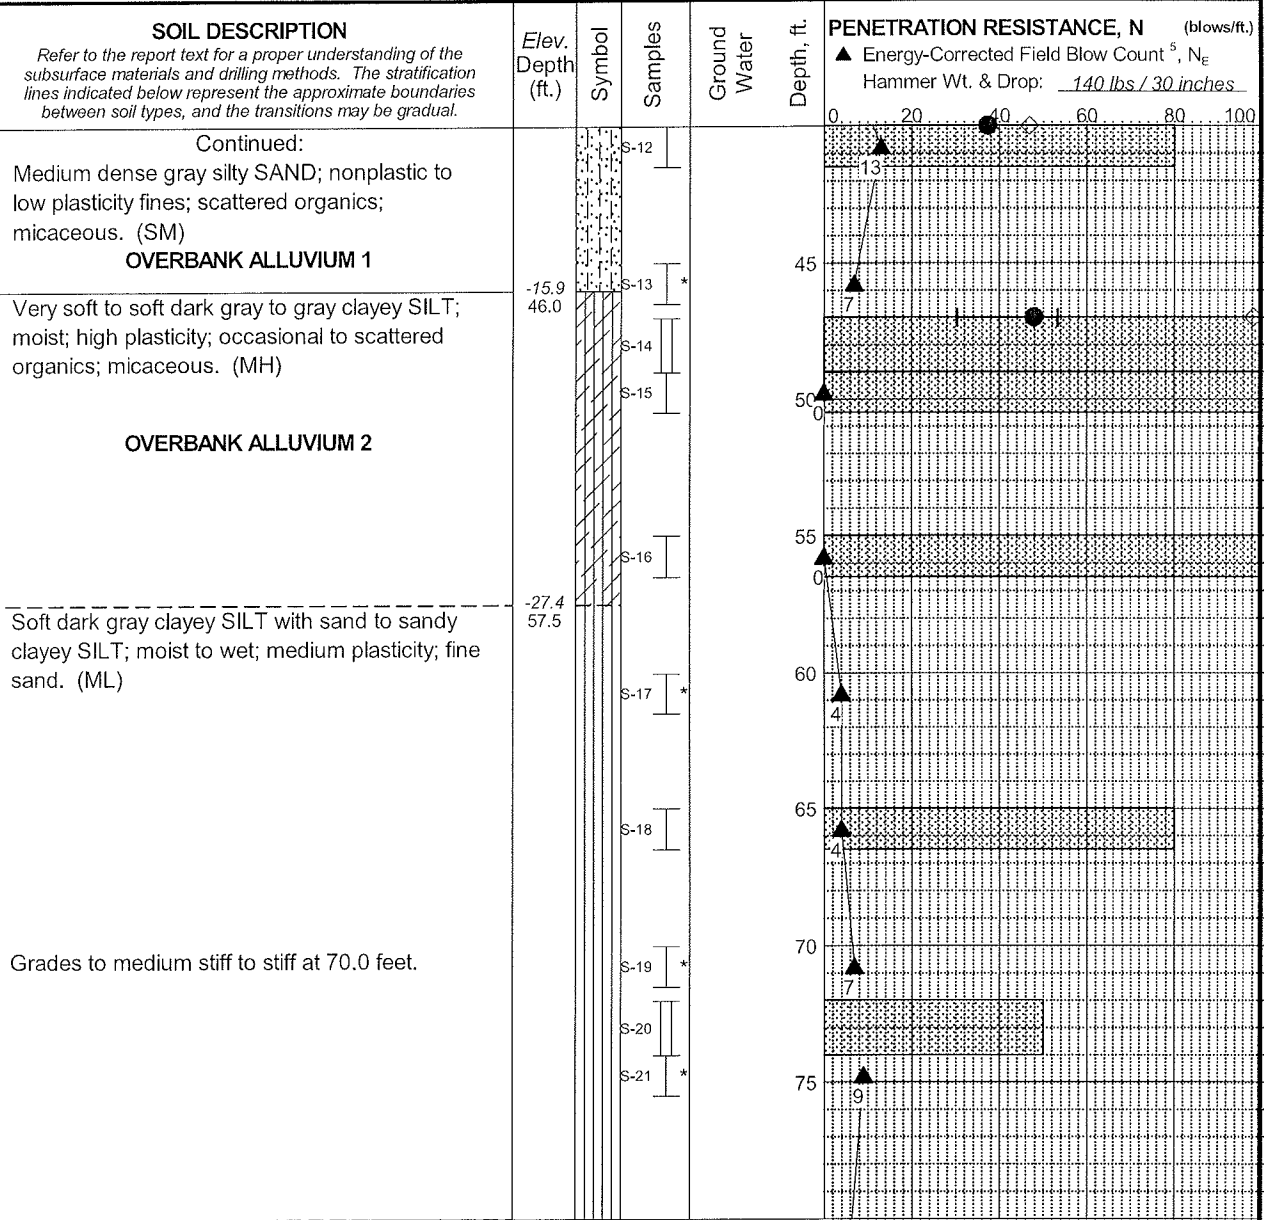 SOIL DESCRIPTION
Refer to the report text for a proper understanding of the
subsurface materials and drilling methods. The stratification
lines indicated below represent the approximate boundaries
between soil types, and the transitions may be gradual.
Elev.
Depth
(ft.)
Symbol
Samples
Ground
Water
Depth, ft.
PENETRATION RESISTANCE, N (blows/ft.)
▲ Energy-Corrected Field Blow Count ⁵, N_E
Hammer Wt. & Drop: 140 lbs / 30 inches
0 20 40 60 80 100
Continued:
Medium dense gray silty SAND; nonplastic to
low plasticity fines; scattered organics;
micaceous. (SM)
OVERBANK ALLUVIUM 1
S-12
13
45
-15.9
46.0
S-13 *
7
Very soft to soft dark gray to gray clayey SILT;
moist; high plasticity; occasional to scattered
organics; micaceous. (MH)
OVERBANK ALLUVIUM 2
S-14
S-15
50
0
55
S-16
0
-27.4
57.5
Soft dark gray clayey SILT with sand to sandy
clayey SILT; moist to wet; medium plasticity; fine
sand. (ML)
60
S-17 *
4
65
S-18
4
70
Grades to medium stiff to stiff at 70.0 feet.
S-19 *
7
S-20
S-21 *
75
9